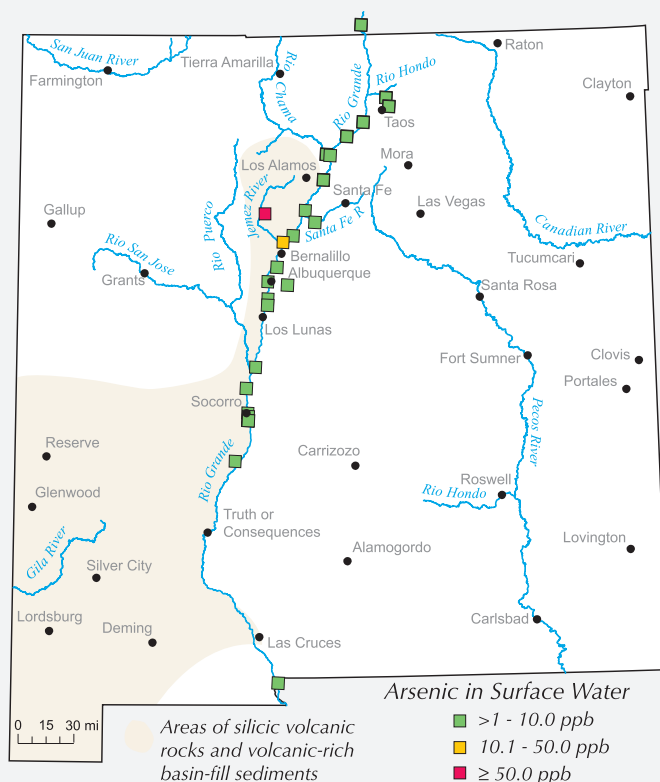 San Juan River
Farmington
Tierra Amarilla
Rio
Chama
Rio Grande
Rio Hondo
Raton
Clayton
Taos
Mora
Los Alamos
Santa Fe
Las Vegas
Gallup
Rio Puerco
Jemez River
Santa Fe R
Canadian River
Rio San Jose
Bernalillo
Tucumcari
Grants
Albuquerque
Santa Rosa
Los Lunas
Fort Sumner
Clovis
Portales
Socorro
Pecos River
Reserve
Carrizozo
Rio Grande
Roswell
Glenwood
Rio Hondo
Truth or
Consequences
Gila River
Alamogordo
Lovington
Silver City
Lordsburg
Deming
Las Cruces
Carlsbad
0 15 30 mi
Areas of silicic volcanic
rocks and volcanic-rich
basin-fill sediments
Arsenic in Surface Water
>1 - 10.0 ppb
10.1 - 50.0 ppb
≥ 50.0 ppb